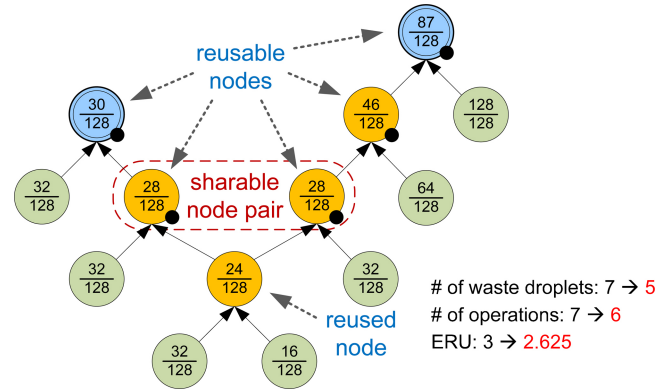 87
128
reusable
nodes
30
128
46
128
128
128
32
128
28
128
sharable
node pair
28
128
64
128
32
128
24
128
32
128
# of waste droplets: 7 → 5
# of operations: 7 → 6
ERU: 3 → 2.625
reused
node
32
128
16
128